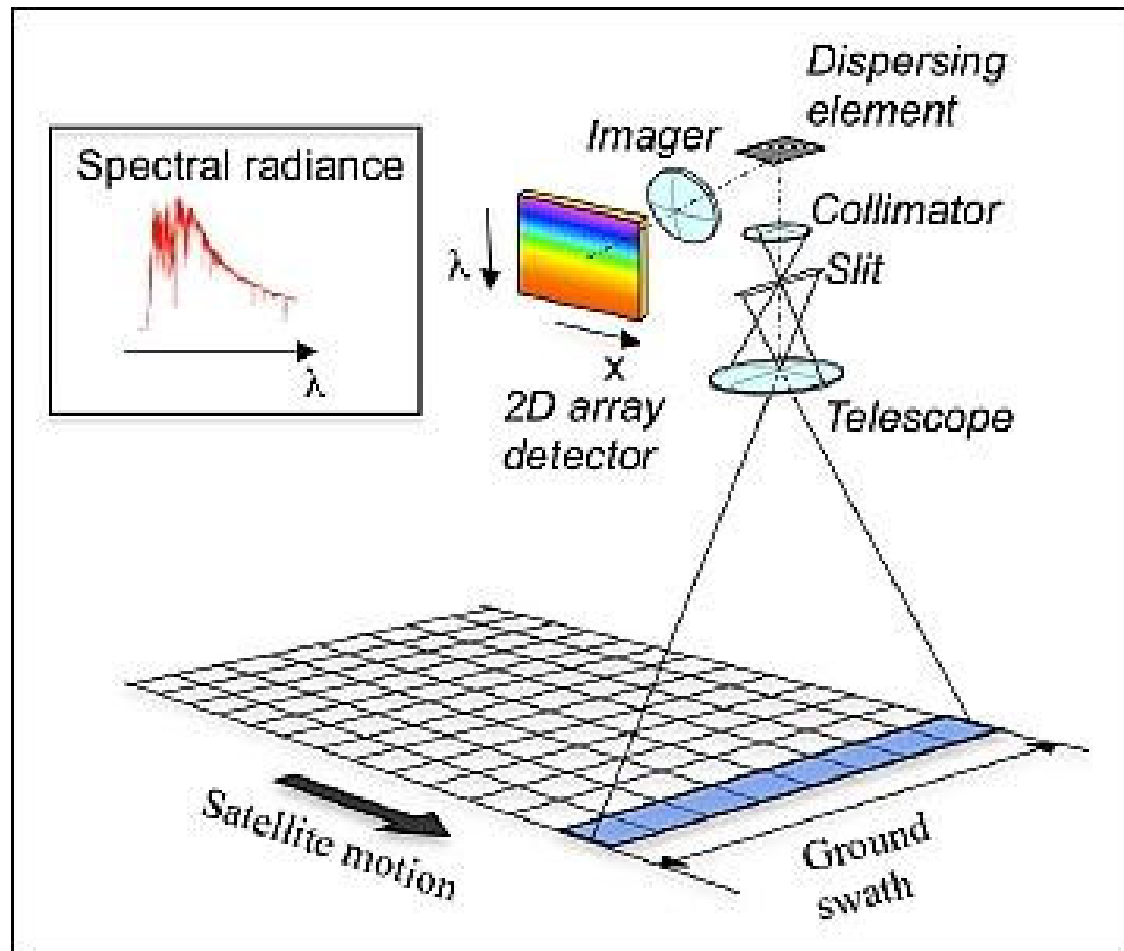 Dispersing
element
Imager
Spectral radiance
Collimator
Slit
λ
λ
x
2D array
detector
Telescope
Satellite motion
Ground
swath